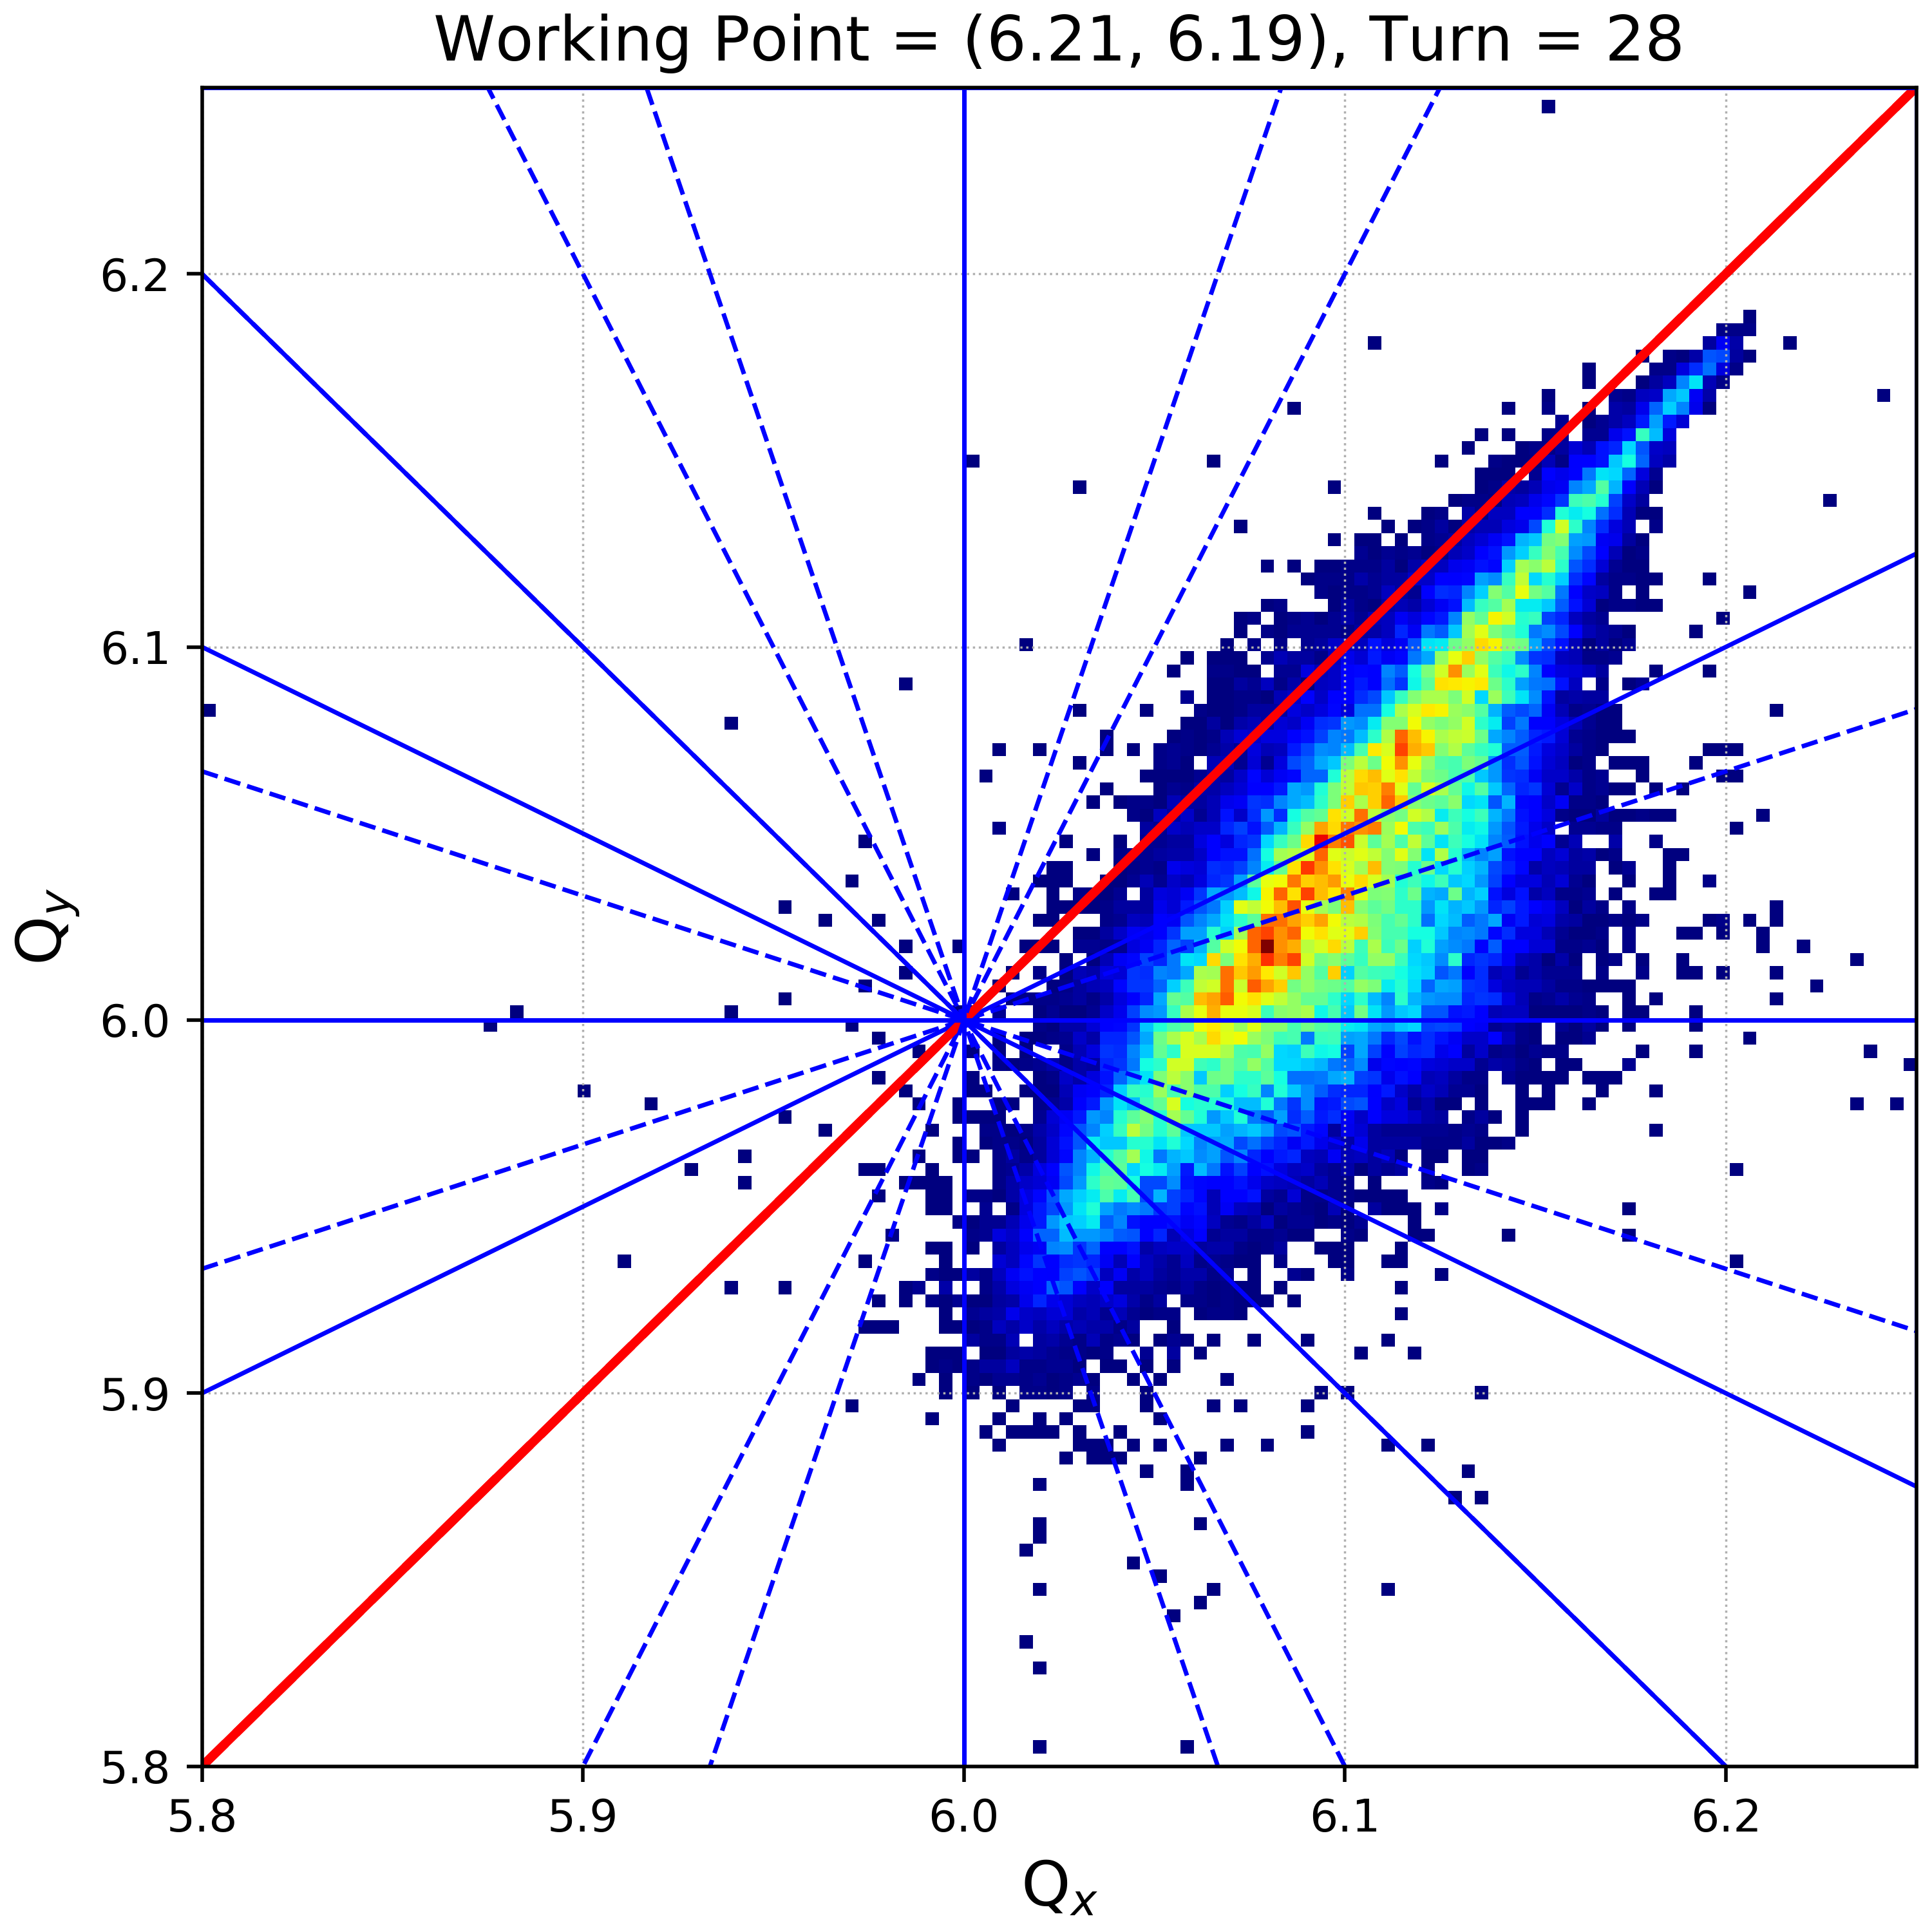 Working Point = (6.21, 6.19), Turn = 28
6.2
6.1
6.0
5.9
5.8
Qy
5.8 5.9 6.0 6.1 6.2
Qx